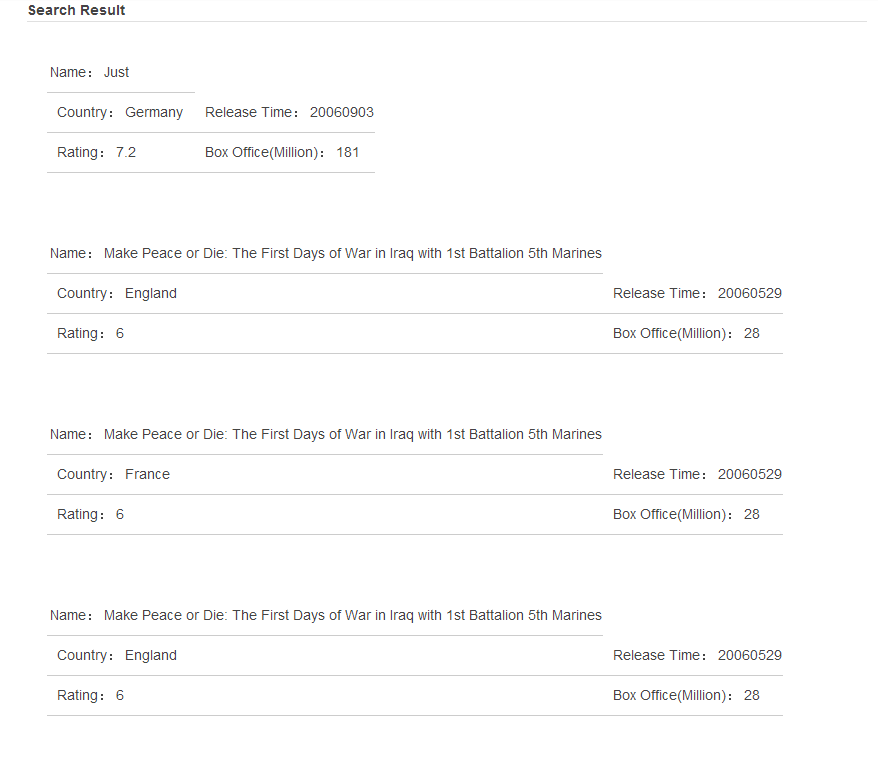 Search Result
Name： Just
Country： Germany Release Time： 20060903
Rating： 7.2 Box Office(Million)： 181
Name： Make Peace or Die: The First Days of War in Iraq with 1st Battalion 5th Marines
Country： England Release Time： 20060529
Rating： 6 Box Office(Million)： 28
Name： Make Peace or Die: The First Days of War in Iraq with 1st Battalion 5th Marines
Country： France Release Time： 20060529
Rating： 6 Box Office(Million)： 28
Name： Make Peace or Die: The First Days of War in Iraq with 1st Battalion 5th Marines
Country： England Release Time： 20060529
Rating： 6 Box Office(Million)： 28